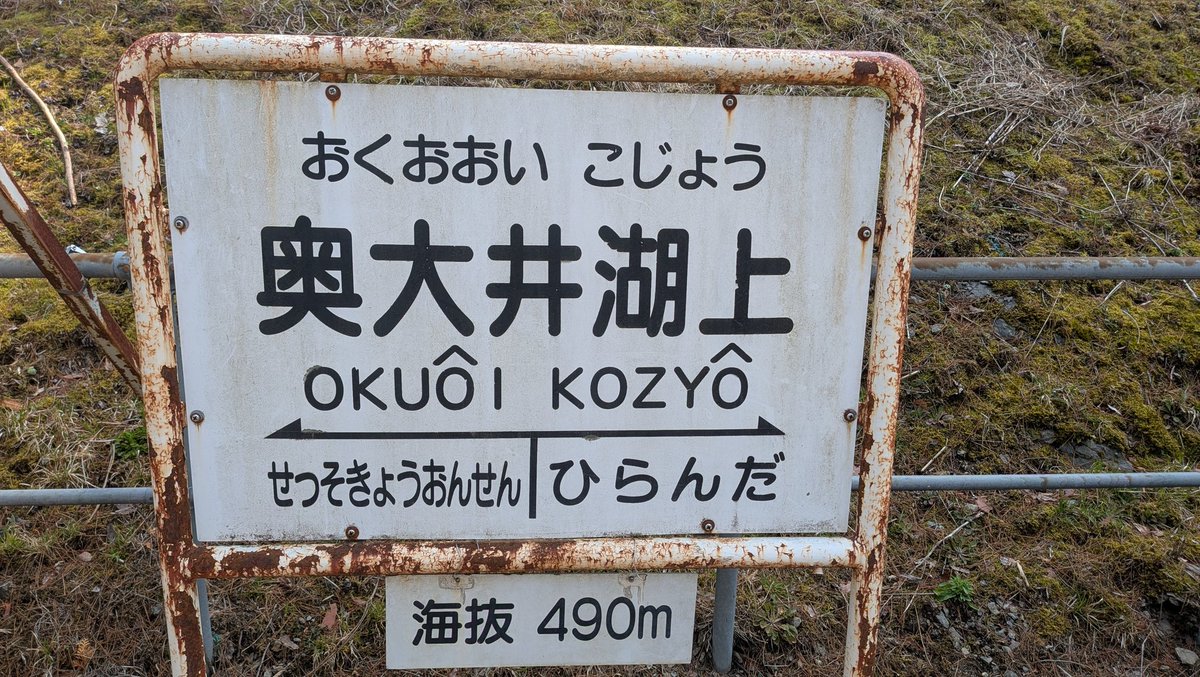 おくおおい こじょう
奥大井湖上
OKUÔI KOZYÔ
せっそきょうおんせん ひらんだ
海抜 490m